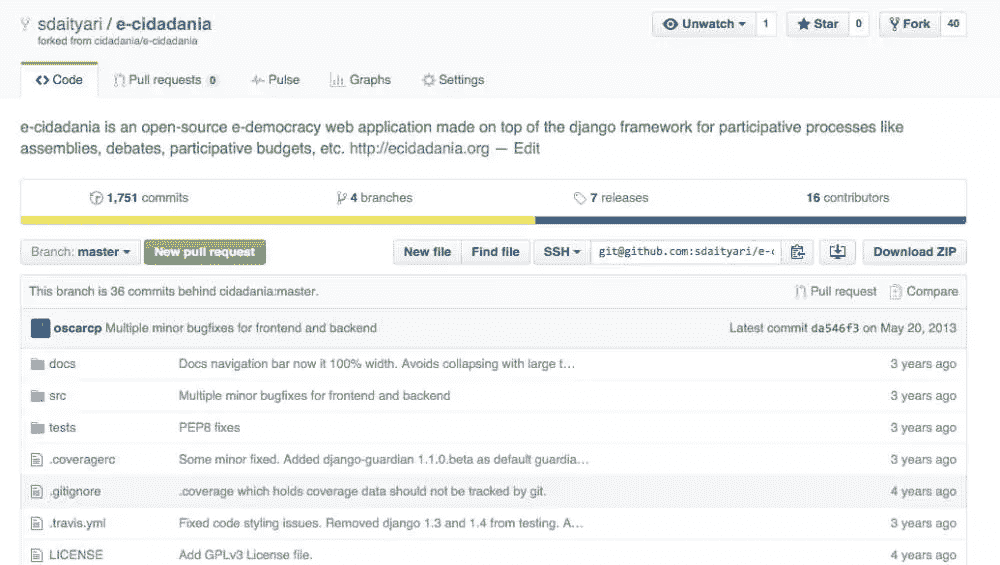 sdaityari / e-cidadania
Unwatch 1 Star 0 Fork 40
forked from cidadania/e-cidadania
Code Pull requests 0 Pulse Graphs Settings
e-cidadania is an open-source e-democracy web application made on top of the django framework for participative processes like
assemblies, debates, participative budgets, etc. http://ecidadania.org — Edit
1,751 commits 4 branches 7 releases 16 contributors
Branch: master New pull request New file Find file SSH git@github.com:sdaityari/e-c Download ZIP
This branch is 36 commits behind cidadania:master. Pull request Compare
oscarcp Multiple minor bugfixes for frontend and backend Latest commit da546f3 on May 20, 2013
docs Docs navigation bar now it 100% width. Avoids collapsing with large t… 3 years ago
src Multiple minor bugfixes for frontend and backend 3 years ago
tests PEP8 fixes 3 years ago
.coveragerc Some minor fixed. Added django-guardian 1.1.0.beta as default guardia… 3 years ago
.gitignore .coverage which holds coverage data should not be tracked by git. 4 years ago
.travis.yml Fixed code styling issues. Removed django 1.3 and 1.4 from testing. A… 3 years ago
LICENSE Add GPLv3 License file. 4 years ago